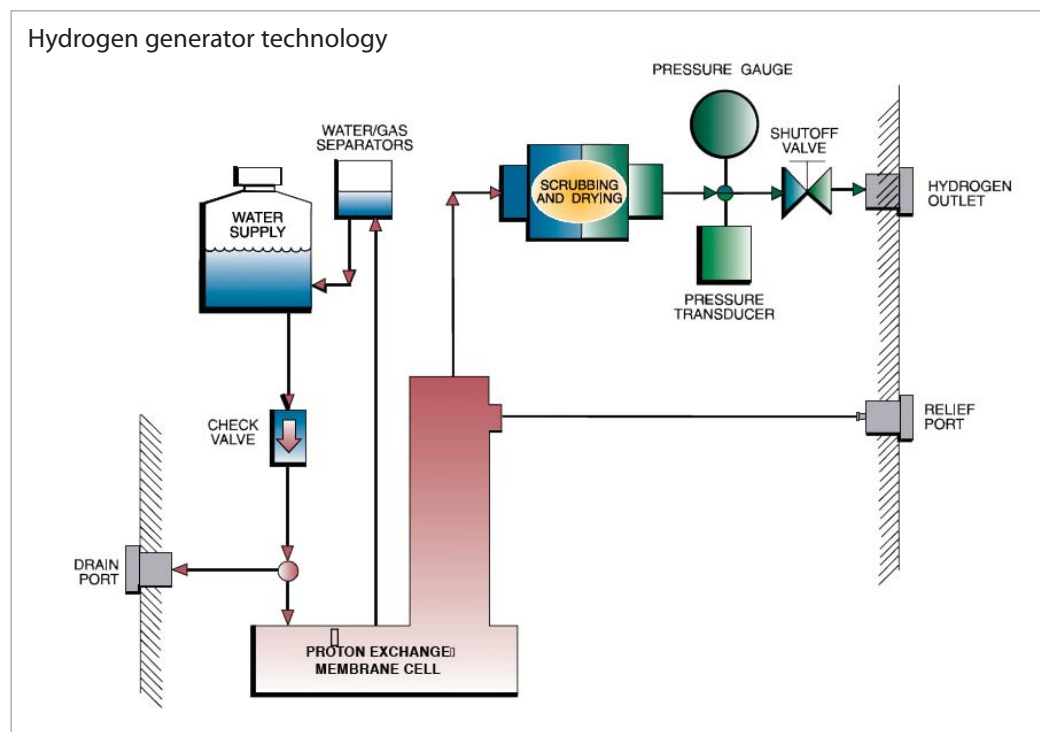 Hydrogen generator technology
PRESSURE GAUGE
WATER/GAS
SEPARATORS
SHUTOFF
VALVE
WATER
SUPPLY
SCRUBBING
AND DRYING
HYDROGEN
OUTLET
PRESSURE
TRANSDUCER
CHECK
VALVE
RELIEF
PORT
DRAIN
PORT
PROTON EXCHANGE
MEMBRANE CELL